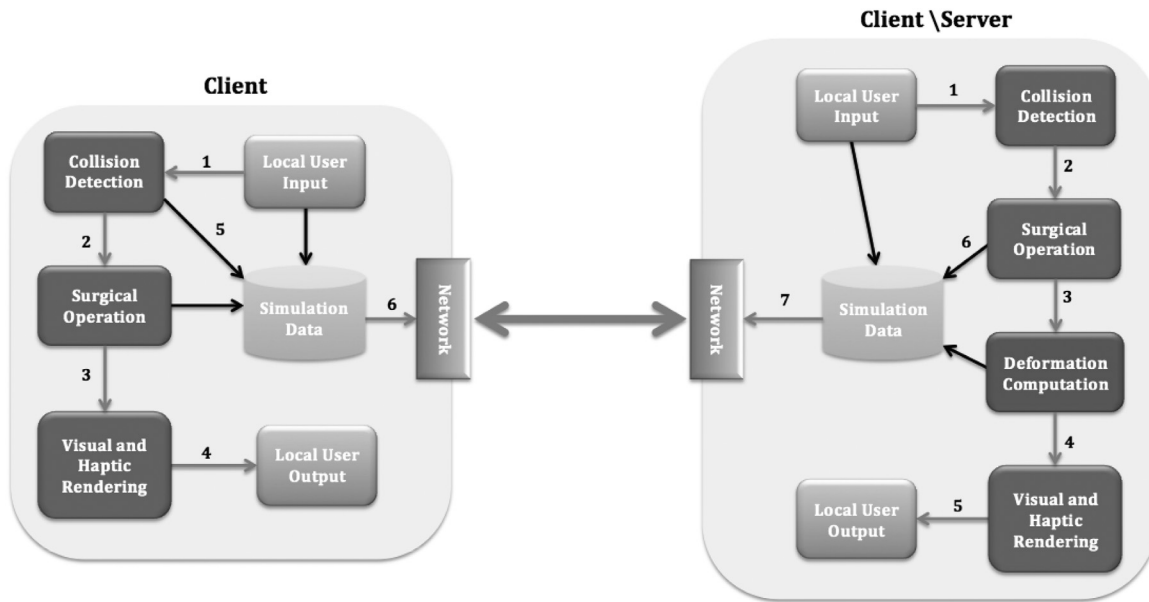 Client \Server
Client
Local User
Input
1
Collision
Detection
2
Surgical
Operation
6
3
Simulation
Data
7
Network
Deformation
Computation
4
Visual and
Haptic
Rendering
5
Local User
Output
Collision
Detection
1
Local User
Input
2
5
Surgical
Operation
Simulation
Data
6
Network
3
Visual and
Haptic
Rendering
4
Local User
Output